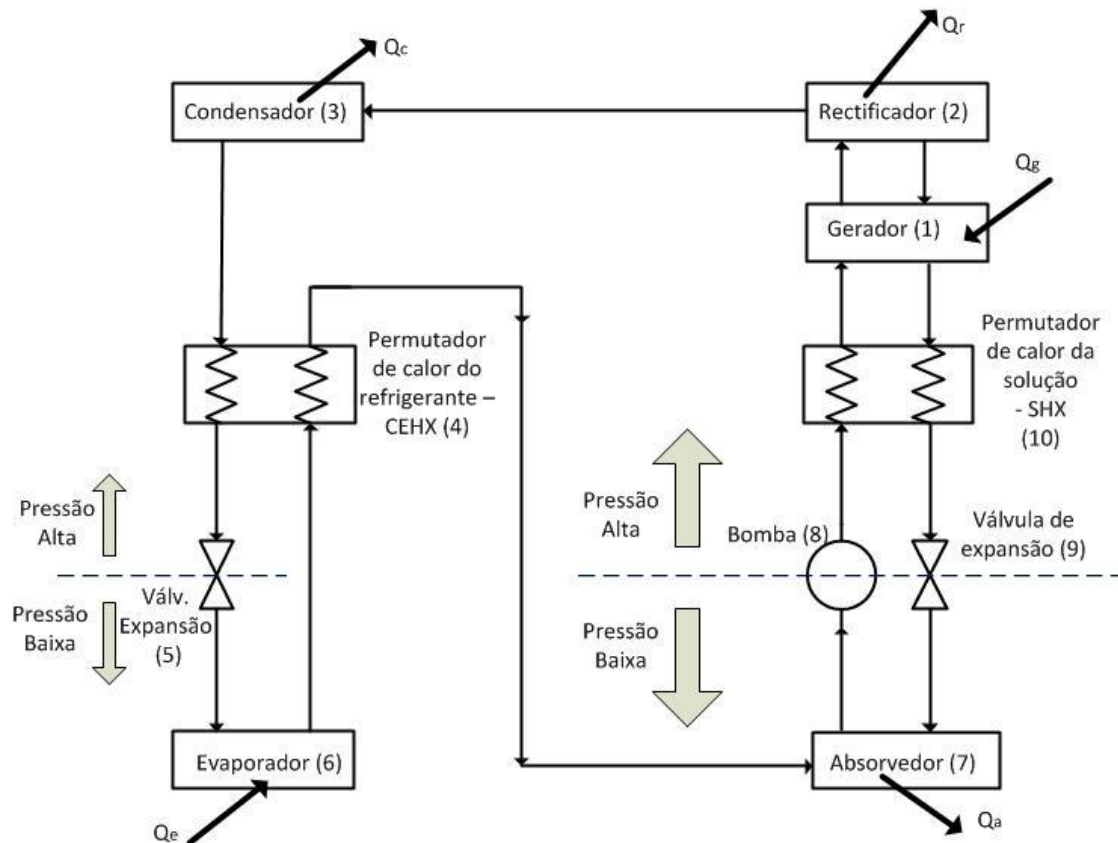 Qc
Qr
Condensador (3)
Rectificador (2)
Qg
Gerador (1)
Permutador
de calor do
refrigerante –
CEHX (4)
Permutador
de calor da
solução
- SHX
(10)
Pressão
Alta
Pressão
Alta
Bomba (8)
Válvula de
expansão (9)
Pressão
Baixa
Válv.
Expansão
(5)
Pressão
Baixa
Evaporador (6)
Absorvedor (7)
Qe
Qa